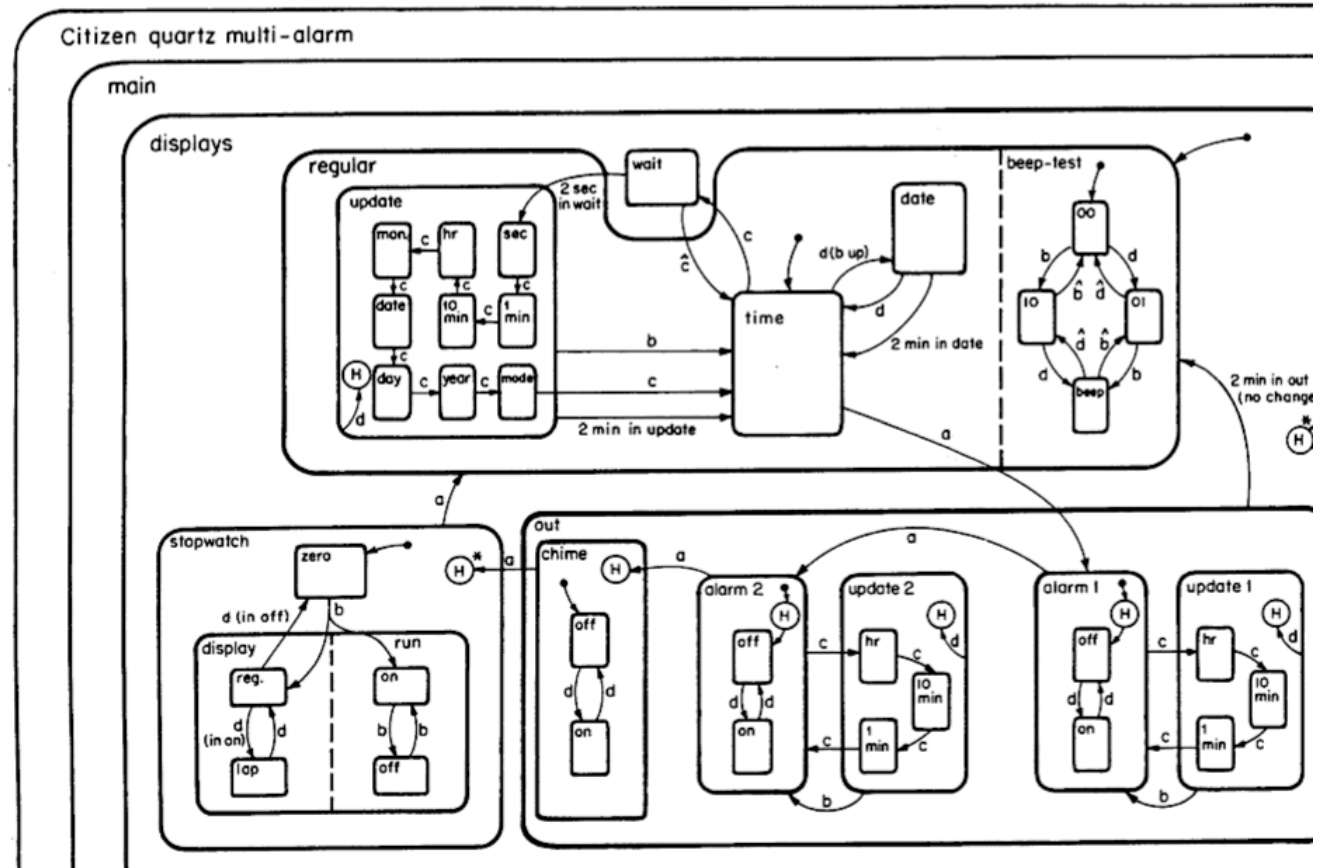 Citizen quartz multi-alarm
main
displays
regular
wait
beep-test
2 sec
in wait
update
date
OO
mon.
hr
sec
c
c
d(b up)
b
d
ĉ
b̂
d̂
c
c
c
date
10
min
c
1
min
time
d
10
O1
b
2 min in date
d̂
b̂
H
c
day
c
year
c
mode
c
d
b
beep
2 min in out
(no change
d
2 min in update
a
H*
a
out
stopwatch
zero
H*
a
chime
H
a
a
d (in off)
b
alarm 2
update 2
alarm 1
update 1
display
run
off
H
H
H
H
off
c
hr
c
d
off
c
hr
c
d
reg.
on
d
d
10
min
10
min
d
(in on)
d
b
b
d
d
d
d
on
on
c
1
min
c
on
c
1
min
c
lap
off
b
b